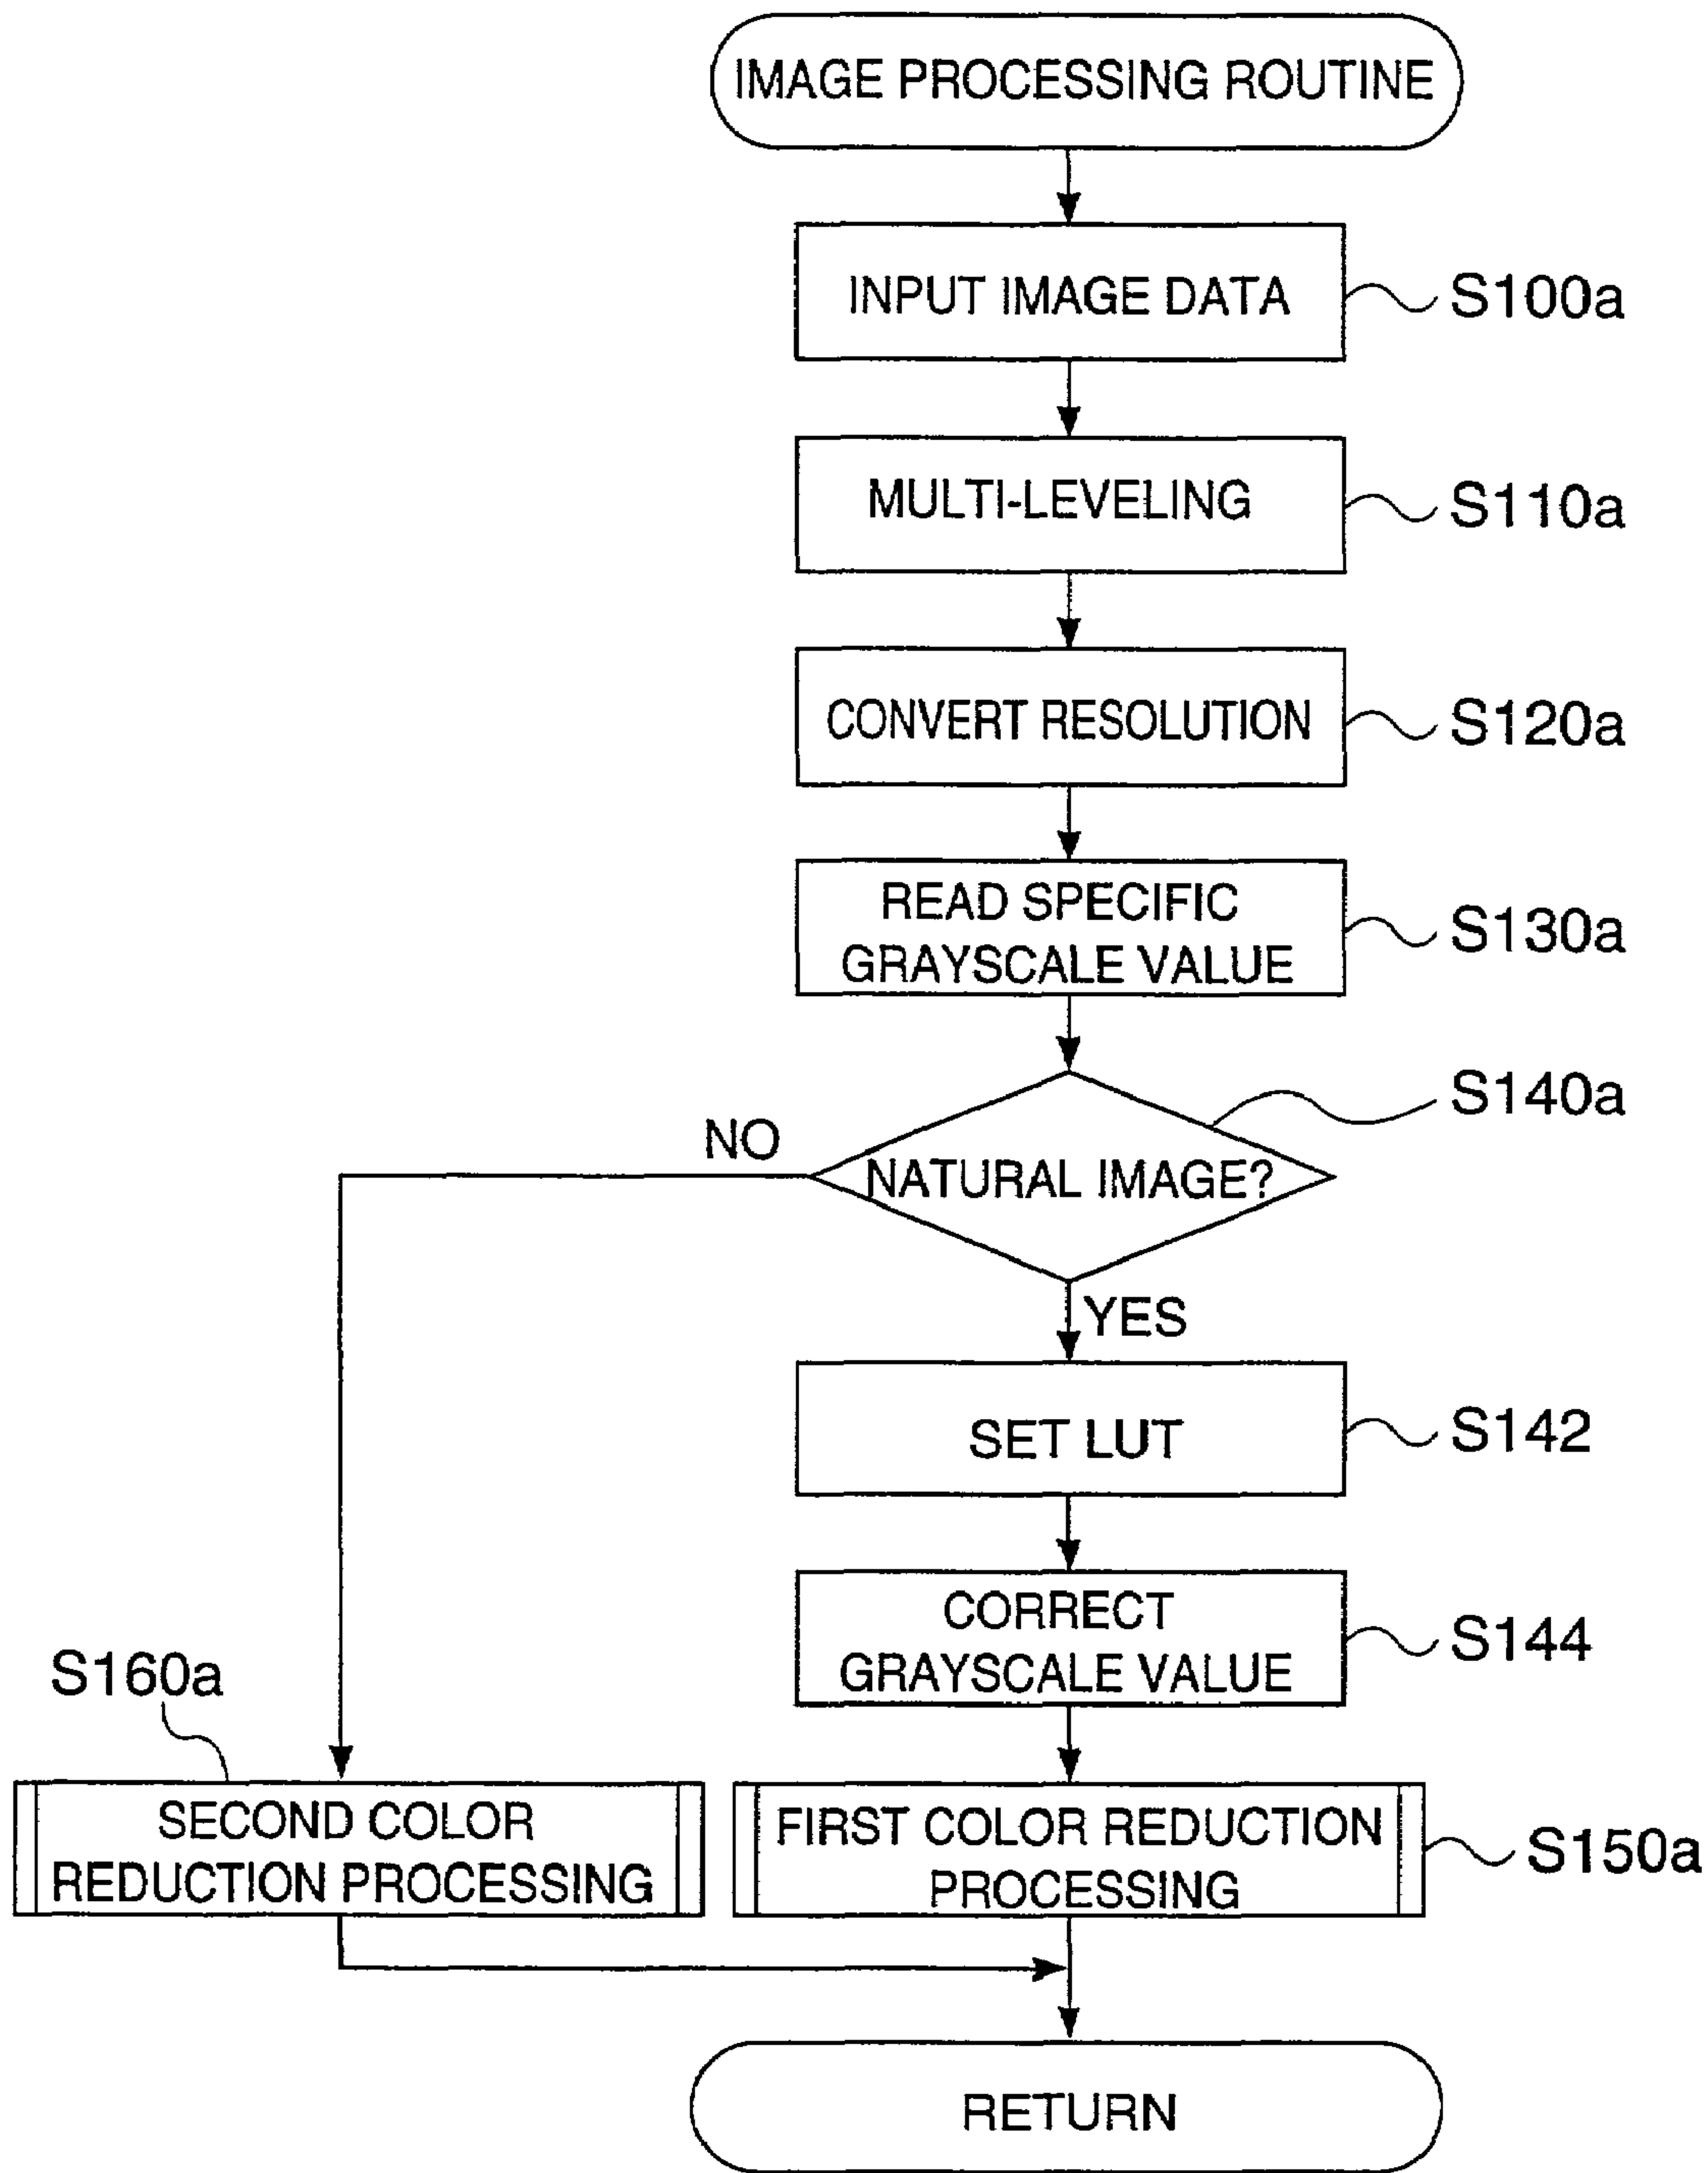 IMAGE PROCESSING ROUTINE
INPUT IMAGE DATA
S100a
MULTI-LEVELING
S110a
CONVERT RESOLUTION
S120a
READ SPECIFIC
GRAYSCALE VALUE
S130a
S140a
NO
NATURAL IMAGE?
YES
SET LUT
S142
CORRECT
GRAYSCALE VALUE
S144
S160a
SECOND COLOR
REDUCTION PROCESSING
FIRST COLOR REDUCTION
PROCESSING
S150a
RETURN